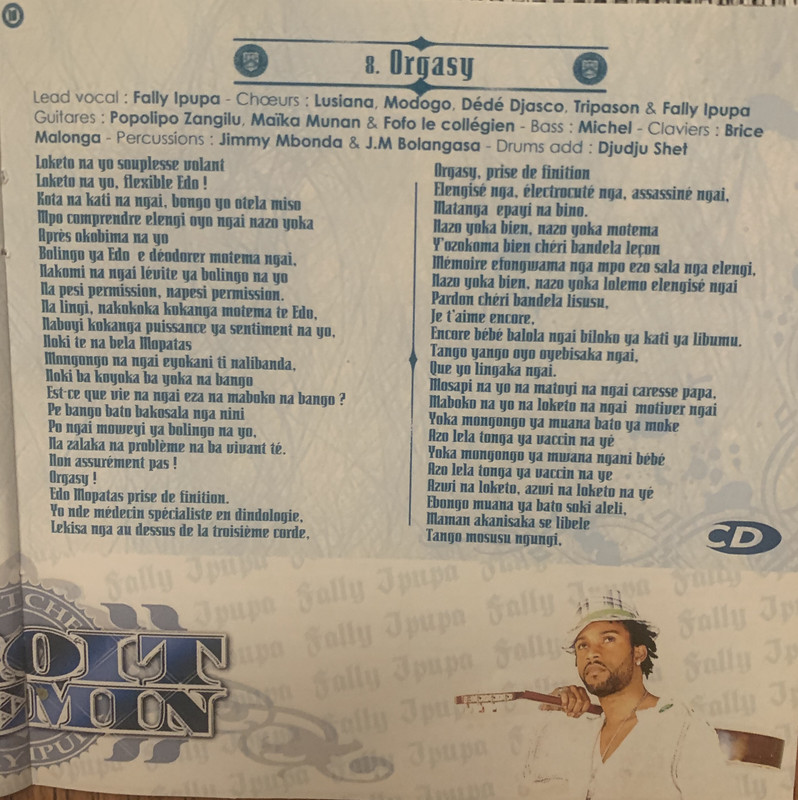 8. Orgasy
Lead vocal : Fally Ipupa - Chœurs : Lusiana, Modogo, Dédé Djasco, Tripason & Fally Ipupa
Guitares : Popolipo Zangilu, Maïka Munan & Fofo le collégien - Bass : Michel - Claviers : Brice
Malonga - Percussions : Jimmy Mbonda & J.M Bolangasa - Drums add : Djudju Shet
Loketo na yo souplesse volant
Loketo na yo, flexible Edo !
Kota na kati na ngai, bongo yo otela miso
Mpo comprendre elengi oyo ngai nazo yoka
Après okobima na yo
Bolingo ya Edo e déodorer motema ngai,
Nakomi na ngai lévite ya bolingo na yo
Na pesi permission, napesi permission.
Na lingi, nakokoka kokanga motema te Edo,
Naboyi kokanga puissance ya sentiment na yo,
Noki te na bela Mopatas
Mongongo na ngai eyokani ti nalibanda,
Noki ba koyoka ba yoka na bango
Est-ce que vie na ngai eza na maboko na bango ?
Pe bango bato bakosala nga nini
Po ngai moweyi ya bolingo na yo,
Na zalaka na problème na ba vivant té.
Non assurément pas !
Orgasy !
Edo Mopatas prise de finition.
Yo nde médecin spécialiste en dindologie,
Lekisa nga au dessus de la troisième corde,
Orgasy, prise de finition
Elengisé nga, électrocuté nga, assassiné ngai,
Matanga epayi na bino.
Nazo yoka bien, nazo yoka motema
Y'ozokoma bien chéri bandela leçon
Mémoire efongwama nga mpo ezo sala nga elengi,
Nazo yoka bien, nazo yoka lolemo elengisé ngai
Pardon chéri bandela lisusu,
Je t'aime encore,
Encore bébé balola ngai biloko ya kati ya libumu.
Tango yango oyo oyebisaka ngai,
Que yo lingaka ngai.
Mosapi na yo na matoyi na ngai caresse papa,
Maboko na yo na loketo na ngai motiver ngai
Yoka mongongo ya muana bato ya moke
Azo lela tonga ya vaccin na yé
Yoka mongongo ya mwana ngani bébé
Azo lela tonga ya vaccin na ye
Azwi na loketo, azwi na loketo na yé
Ebongo muana ya bato soki aleli,
Maman akanisaka se libele
Tango mosusu ngungi.
CD
Fally Ipupa